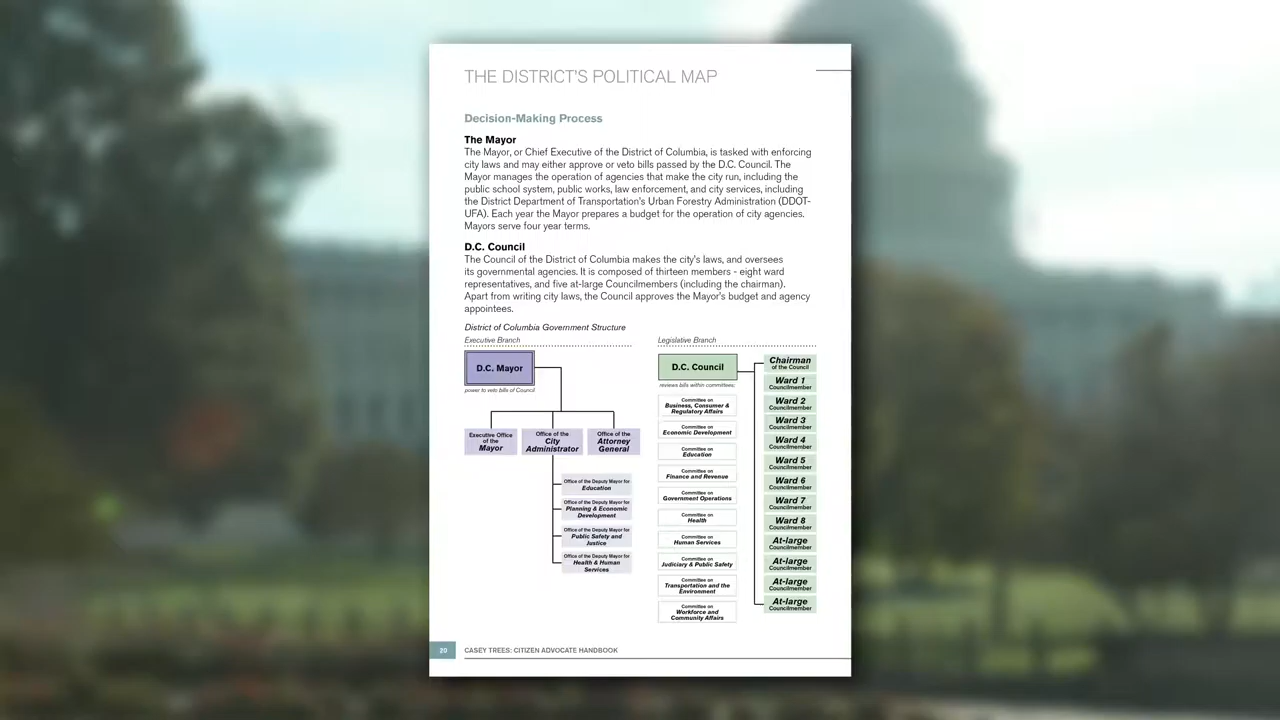 THE DISTRICT'S POLITICAL MAP
Decision-Making Process
The Mayor
The Mayor, or Chief Executive of the District of Columbia, is tasked with enforcing
city laws and may either approve or veto bills passed by the D.C. Council. The
Mayor manages the operation of agencies that make the city run, including the
public school system, public works, law enforcement, and city services, including
the District Department of Transportation's Urban Forestry Administration (DDOT-
UFA). Each year the Mayor prepares a budget for the operation of city agencies.
Mayors serve four year terms.
D.C. Council
The Council of the District of Columbia makes the city's laws, and oversees
its governmental agencies. It is composed of thirteen members - eight ward
representatives, and five at-large Councilmembers (including the chairman).
Apart from writing city laws, the Council approves the Mayor's budget and agency
appointees.
District of Columbia Government Structure
Executive Branch
D.C. Mayor
power to veto bills of Council
Executive Office
of the
Mayor
Office of the
City
Administrator
Office of the
Attorney
General
Office of the Deputy Mayor for
Education
Office of the Deputy Mayor for
Planning & Economic
Development
Office of the Deputy Mayor for
Public Safety and
Justice
Office of the Deputy Mayor for
Health & Human
Services
Legislative Branch
D.C. Council
reviews bills within committees:
Committee on
Business, Consumer &
Regulatory Affairs
Committee on
Economic Development
Committee on
Education
Committee on
Finance and Revenue
Committee on
Government Operations
Committee on
Health
Committee on
Human Services
Committee on
Judiciary & Public Safety
Committee on
Transportation and the
Environment
Committee on
Workforce and
Community Affairs
Chairman
of the Council
Ward 1
Councilmember
Ward 2
Councilmember
Ward 3
Councilmember
Ward 4
Councilmember
Ward 5
Councilmember
Ward 6
Councilmember
Ward 7
Councilmember
Ward 8
Councilmember
At-large
Councilmember
At-large
Councilmember
At-large
Councilmember
At-large
Councilmember
20
CASEY TREES: CITIZEN ADVOCATE HANDBOOK